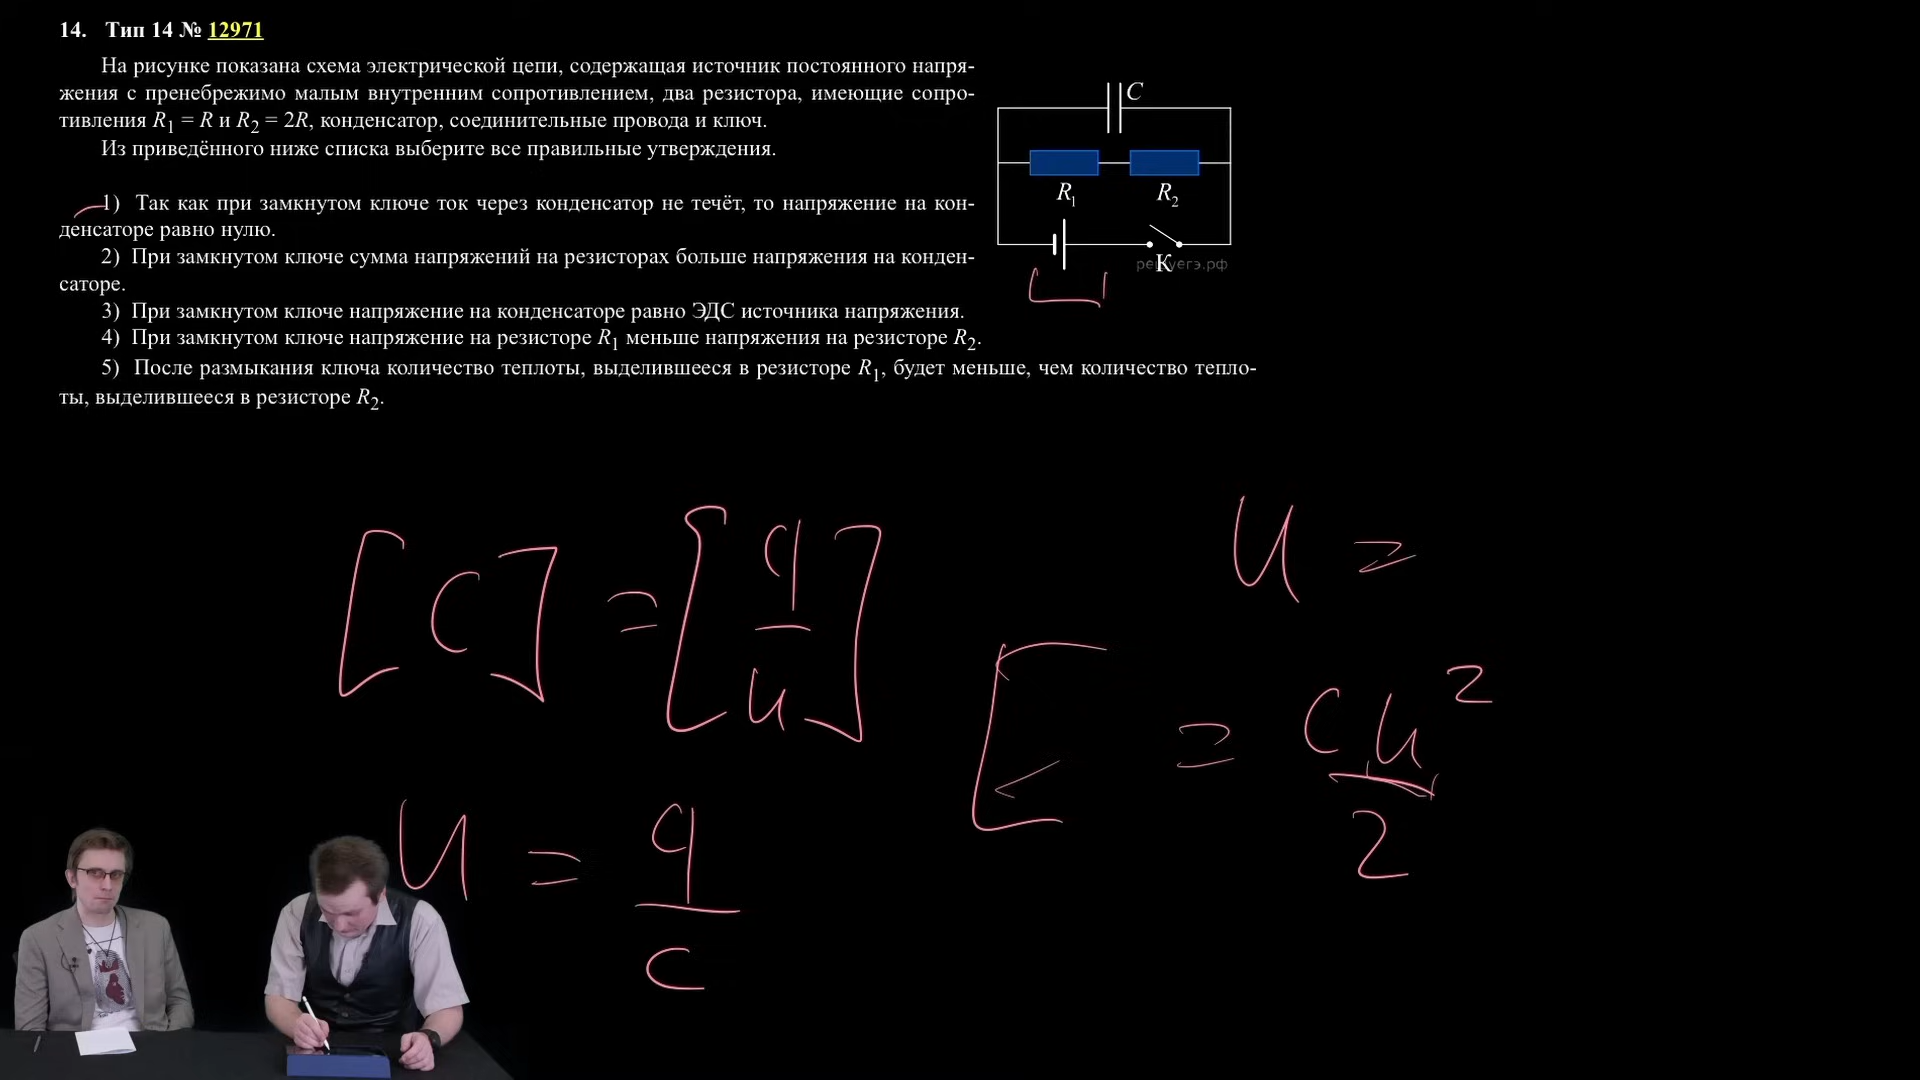 14. Тип 14 № 12971
На рисунке показана схема электрической цепи, содержащая источник постоянного напря-
жения с пренебрежимо малым внутренним сопротивлением, два резистора, имеющие сопро-
тивления R₁ = R и R₂ = 2R, конденсатор, соединительные провода и ключ.
Из приведённого ниже списка выберите все правильные утверждения.
1) Так как при замкнутом ключе ток через конденсатор не течёт, то напряжение на кон-
денсаторе равно нулю.
2) При замкнутом ключе сумма напряжений на резисторах больше напряжения на конден-
саторе.
3) При замкнутом ключе напряжение на конденсаторе равно ЭДС источника напряжения.
4) При замкнутом ключе напряжение на резисторе R₁ меньше напряжения на резисторе R₂.
5) После размыкания ключа количество теплоты, выделившееся в резисторе R₁, будет меньше, чем количество тепло-
ты, выделившееся в резисторе R₂.
C
R₁ R₂
К
решуегэ.рф
[C] = [q/u]
U =
E = CU²/2
U = q/C